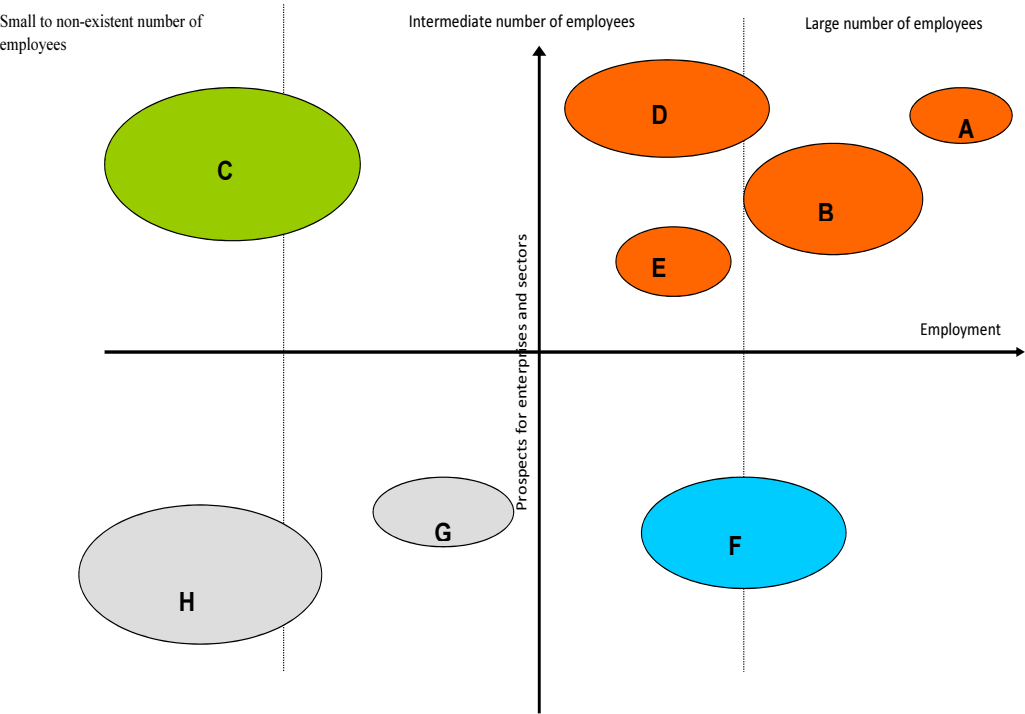 Small to non-existent number of
employees
Intermediate number of employees
Large number of employees
D
A
C
B
E
Employment
Prospects for enterprises and sectors
G
F
H